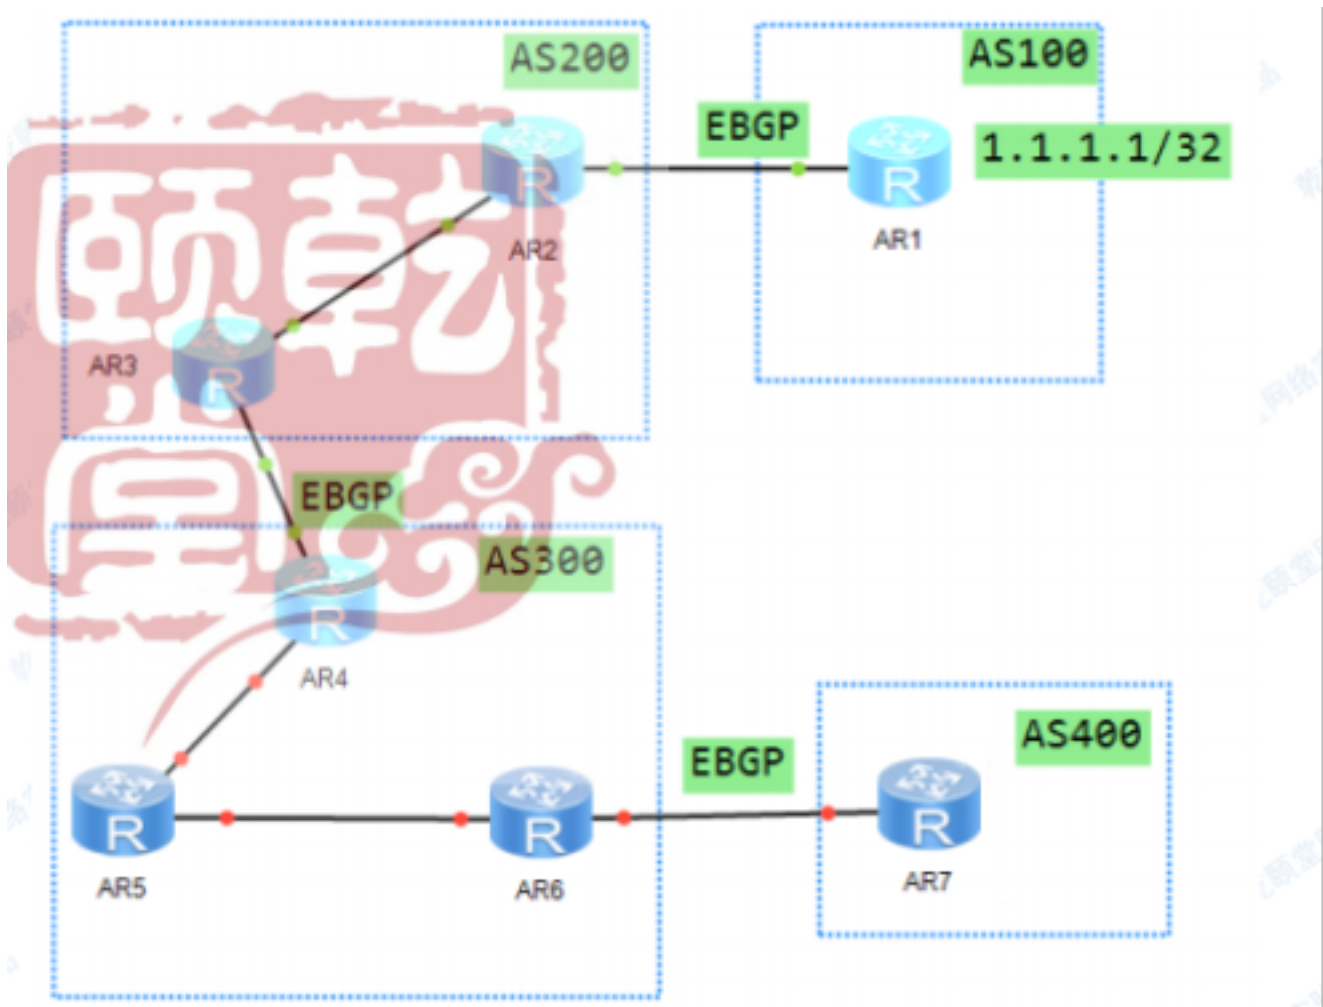 AS200
AS100
EBGP
1.1.1.1/32
R
R
AR2
AR1
AR3
R
EBGP
AS300
R
AR4
AS400
EBGP
R
R
R
AR5
AR6
AR7
乾颐堂